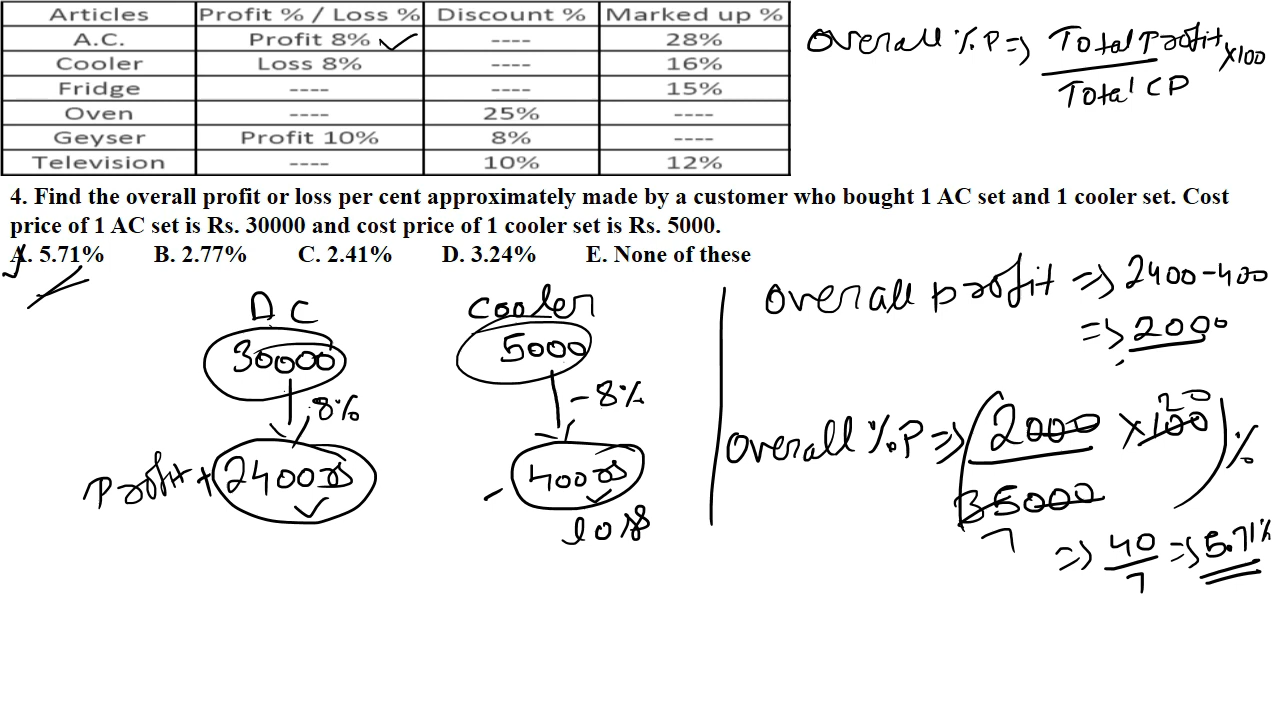 Articles Profit % / Loss % Discount % Marked up %
A.C. Profit 8% ---- 28%
Cooler Loss 8% ---- 16%
Fridge ---- ---- 15%
Oven ---- 25% ----
Geyser Profit 10% 8% ----
Television ---- 10% 12%
Overall %P => Total Profit ×100
Total CP
4. Find the overall profit or loss per cent approximately made by a customer who bought 1 AC set and 1 cooler set. Cost
price of 1 AC set is Rs. 30000 and cost price of 1 cooler set is Rs. 5000.
A. 5.71% B. 2.77% C. 2.41% D. 3.24% E. None of these
AC
30000
8%
Profit + 2400
Cooler
5000
-8%
- 400
loss
Overall profit => 2400-400
=> 2000
Overall %P => (2000 ×100) %
20
35000
7
=> 40 => 5.71%
7